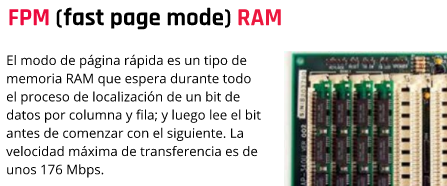 FPM (fast page mode) RAM
El modo de página rápida es un tipo de
memoria RAM que espera durante todo
el proceso de localización de un bit de
datos por columna y fila; y luego lee el bit
antes de comenzar con el siguiente. La
velocidad máxima de transferencia es de
unos 176 Mbps.